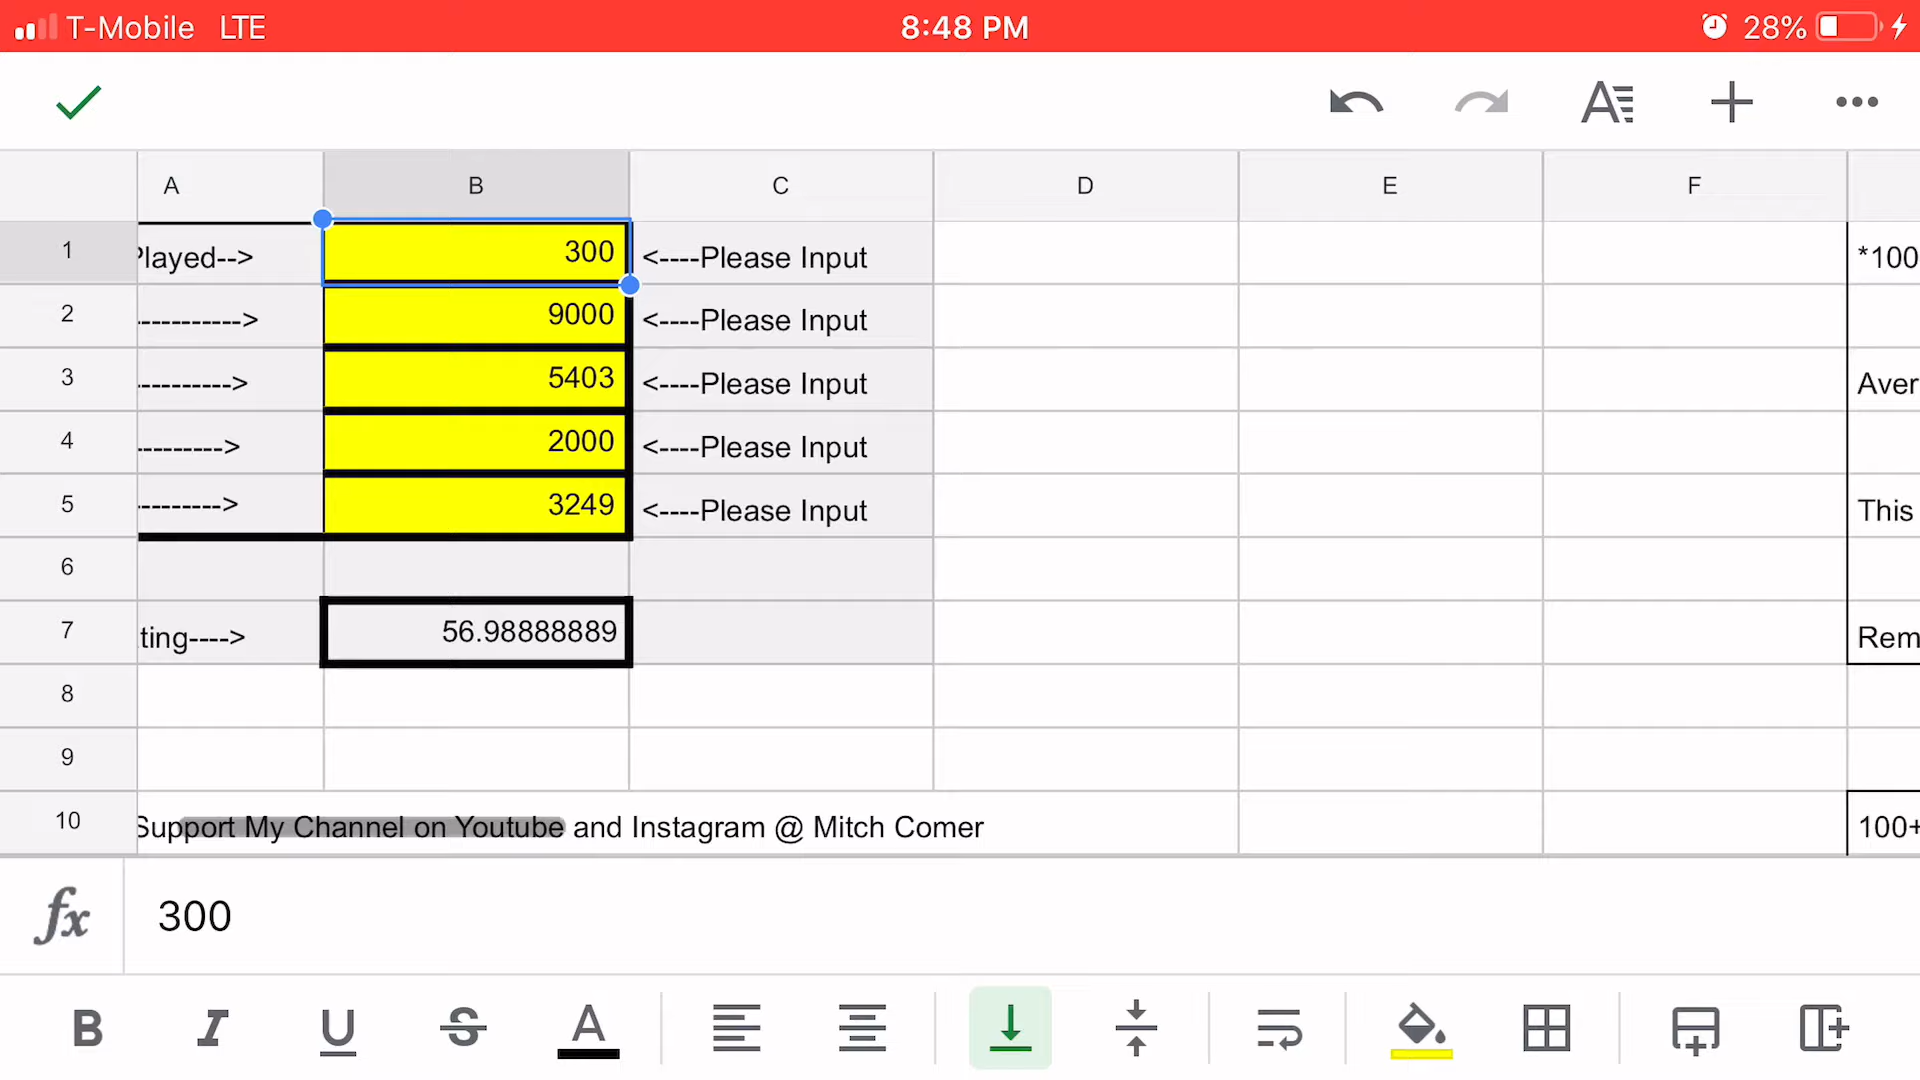 T-Mobile LTE 8:48 PM 28%
A B C D E F
1 Played--> 300 <----Please Input *100
2 -----------> 9000 <----Please Input
3 ----------> 5403 <----Please Input Aver
4 ---------> 2000 <----Please Input
5 ---------> 3249 <----Please Input This
6
7 ting----> 56.98888889 Rem
8
9
10 Support My Channel on Youtube and Instagram @ Mitch Comer 100+
fx 300
B I U S A